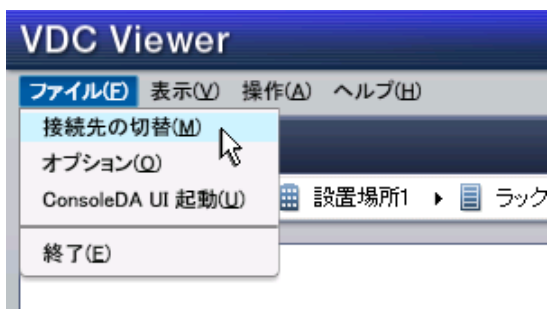 VDC Viewer
ファイル(F) 表示(V) 操作(A) ヘルプ(H)
接続先の切替(M)
オプション(O)
ConsoleDA UI 起動(U)
設置場所1 ▸ ラック
終了(E)